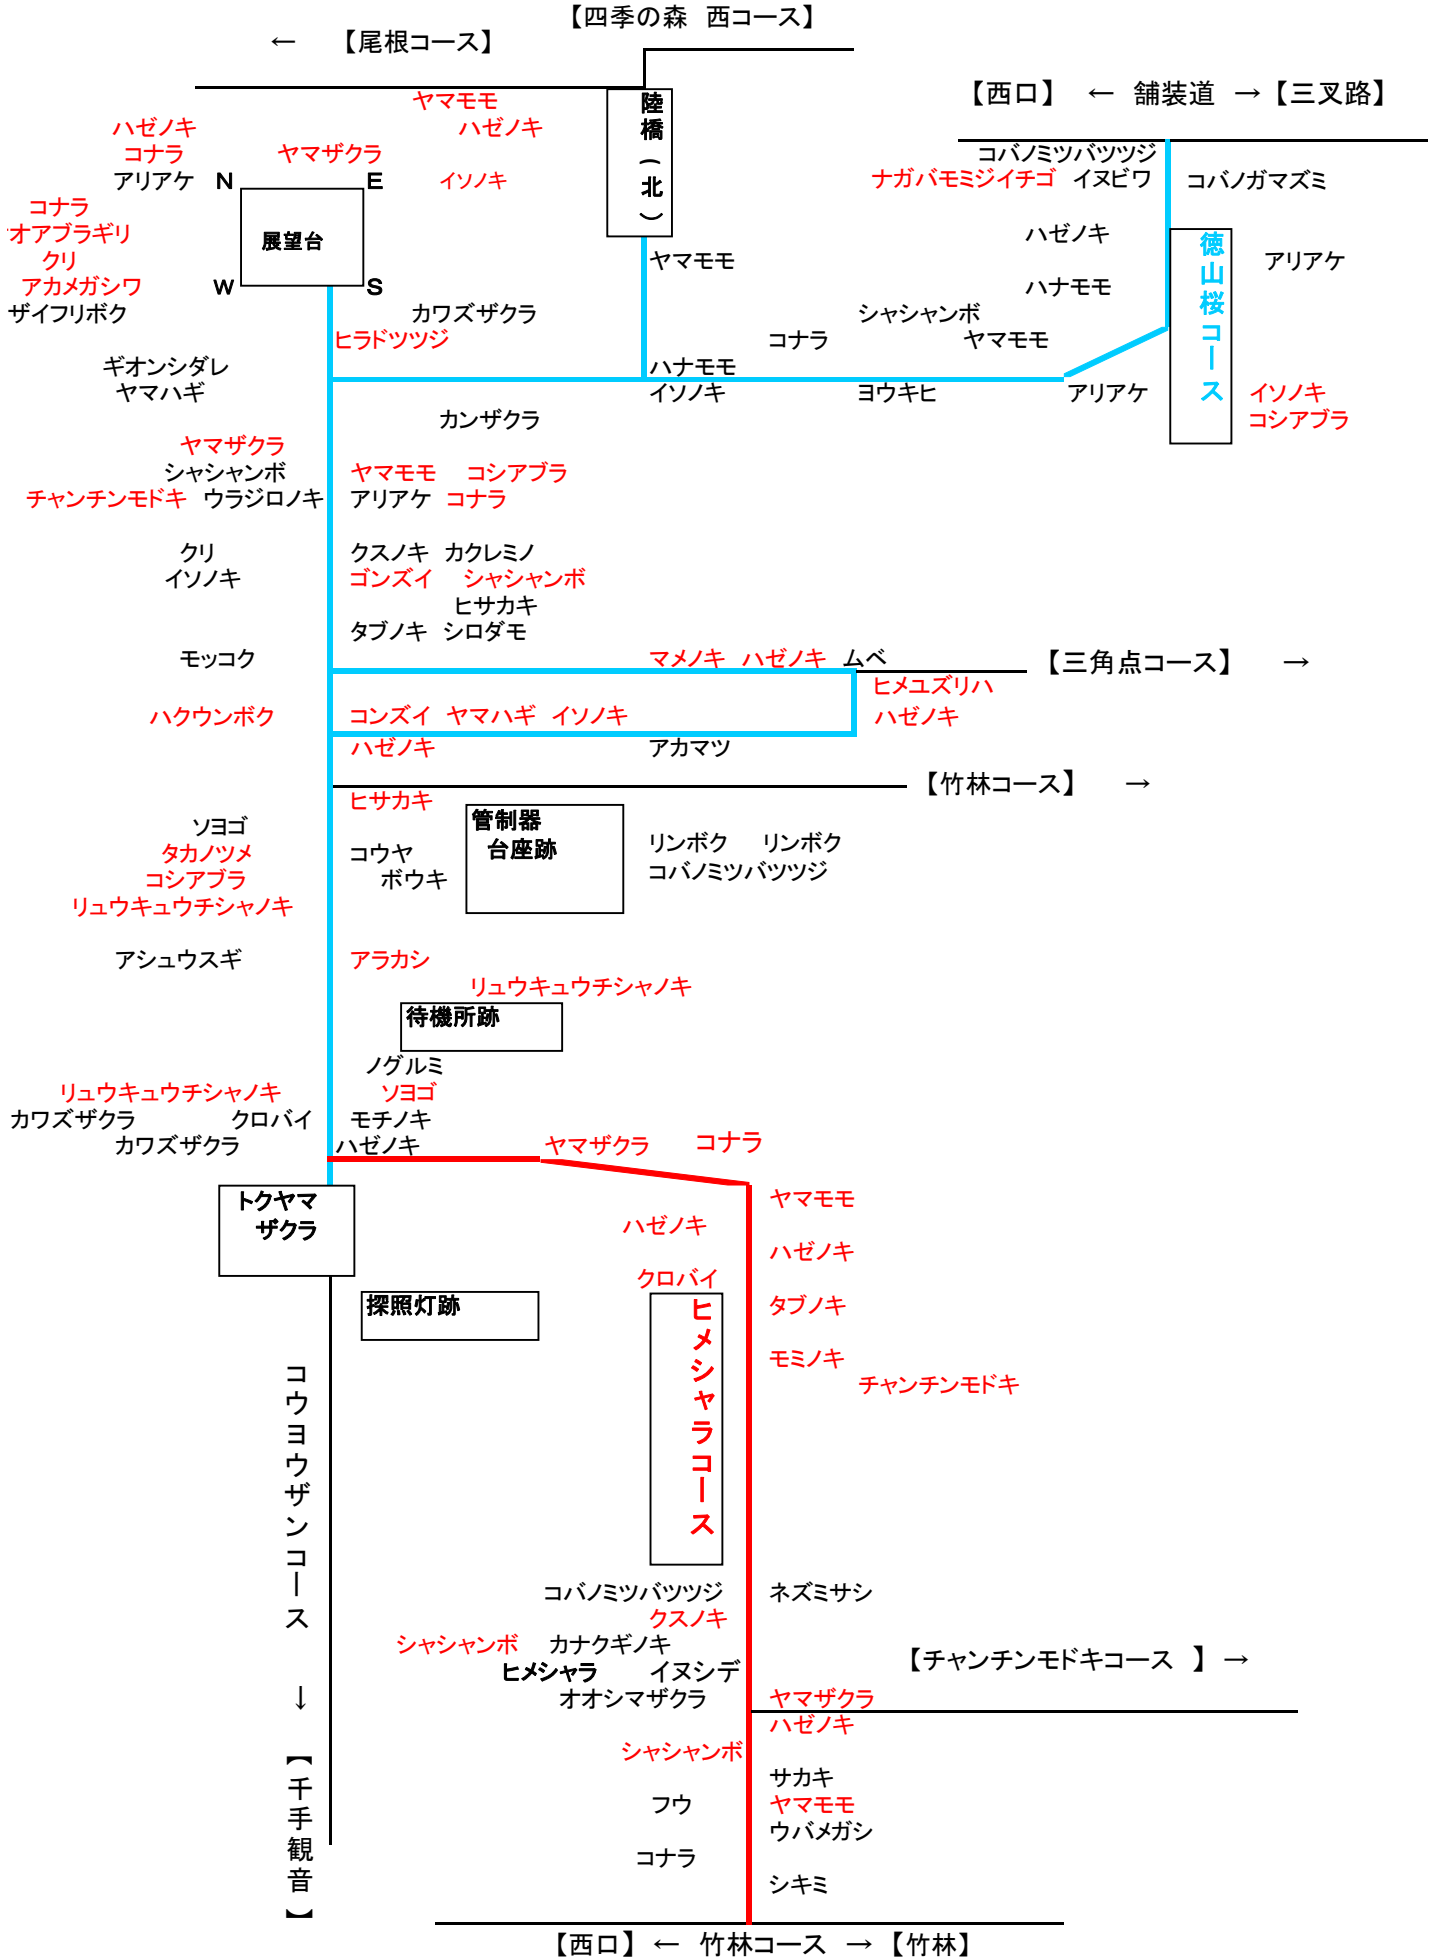 【四季の森 西コース】
← 【尾根コース】
【西口】 ← 舗装道 →【三叉路】
ヤマモモ
陸橋(北)
ハゼノキ
ハゼノキ
コナラ
ヤマザクラ
コバノミツバツツジ
アリアケ
N
E
イソノキ
ナガバモミジイチゴ イヌビワ
コバノガマズミ
コナラ
オアブラギリ
展望台
ハゼノキ
徳山桜コース
クリ
ヤマモモ
アリアケ
アカメガシワ
W
S
ハナモモ
ザイフリボク
カワズザクラ
シャシャンボ
ヒラドツツジ
コナラ
ヤマモモ
ギオンシダレ
ハナモモ
ヤマハギ
イソノキ
ヨウキヒ
アリアケ
イソノキ
カンザクラ
コシアブラ
ヤマザクラ
シャシャンボ
ヤマモモ コシアブラ
チャンチンモドキ ウラジロノキ
アリアケ コナラ
クリ
クスノキ カクレミノ
イソノキ
ゴンズイ シャシャンボ
ヒサカキ
タブノキ シロダモ
モッコク
マメノキ ハゼノキ ムベ
【三角点コース】 →
ヒメユズリハ
ハクウンボク
コンズイ ヤマハギ イソノキ
ハゼノキ
ハゼノキ
アカマツ
【竹林コース】 →
ヒサカキ
管制器
台座跡
ソヨゴ
リンボク リンボク
タカノツメ
コウヤ
ボウキ
コバノミツバツツジ
コシアブラ
リュウキュウチシャノキ
アシュウスギ
アラカシ
リュウキュウチシャノキ
待機所跡
ノグルミ
リュウキュウチシャノキ
ソヨゴ
カワズザクラ
クロバイ
モチノキ
カワズザクラ
ハゼノキ
ヤマザクラ
コナラ
トクヤマ
ザクラ
ヤマモモ
ハゼノキ
ハゼノキ
クロバイ
探照灯跡
ヒメシャラコース
タブノキ
モミノキ
チャンチンモドキ
コウヨウザンコース ↓ 【千手観音】
コバノミツバツツジ
ネズミサシ
クスノキ
シャシャンボ カナクギノキ
ヒメシャラ イヌシデ
【チャンチンモドキコース 】→
オオシマザクラ
ヤマザクラ
ハゼノキ
シャシャンボ
サカキ
フウ
ヤマモモ
ウバメガシ
コナラ
シキミ
【西口】 ← 竹林コース → 【竹林】